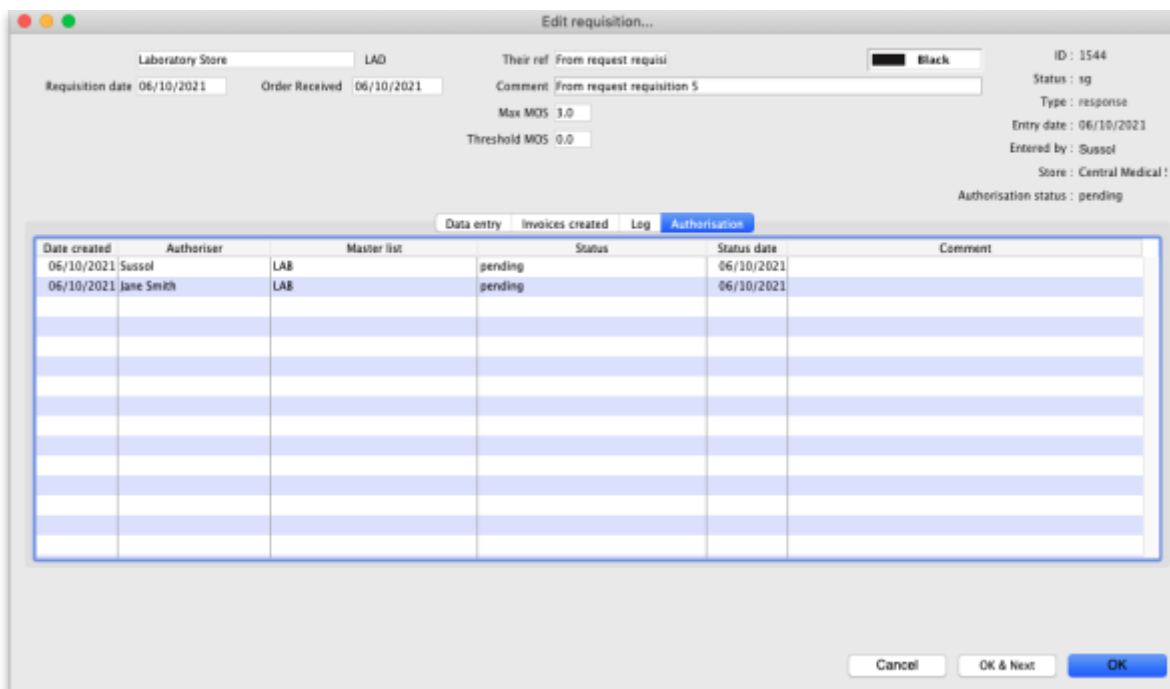 Edit requisition...
Laboratory Store LAD Their ref From request requisi Black ID : 1544
Requisition date 06/10/2021 Order Received 06/10/2021 Comment From request requisition 5 Status : sg
Max MOS 3.0 Type : response
Threshold MOS 0.0 Entry date : 06/10/2021
Entered by : Sussol
Store : Central Medical
Authorisation status : pending
Data entry Invoices created Log Authorisation
Date created Authoriser Master list Status Status date Comment
06/10/2021 Sussol LAB pending 06/10/2021
06/10/2021 Jane Smith LAB pending 06/10/2021
Cancel OK & Next OK